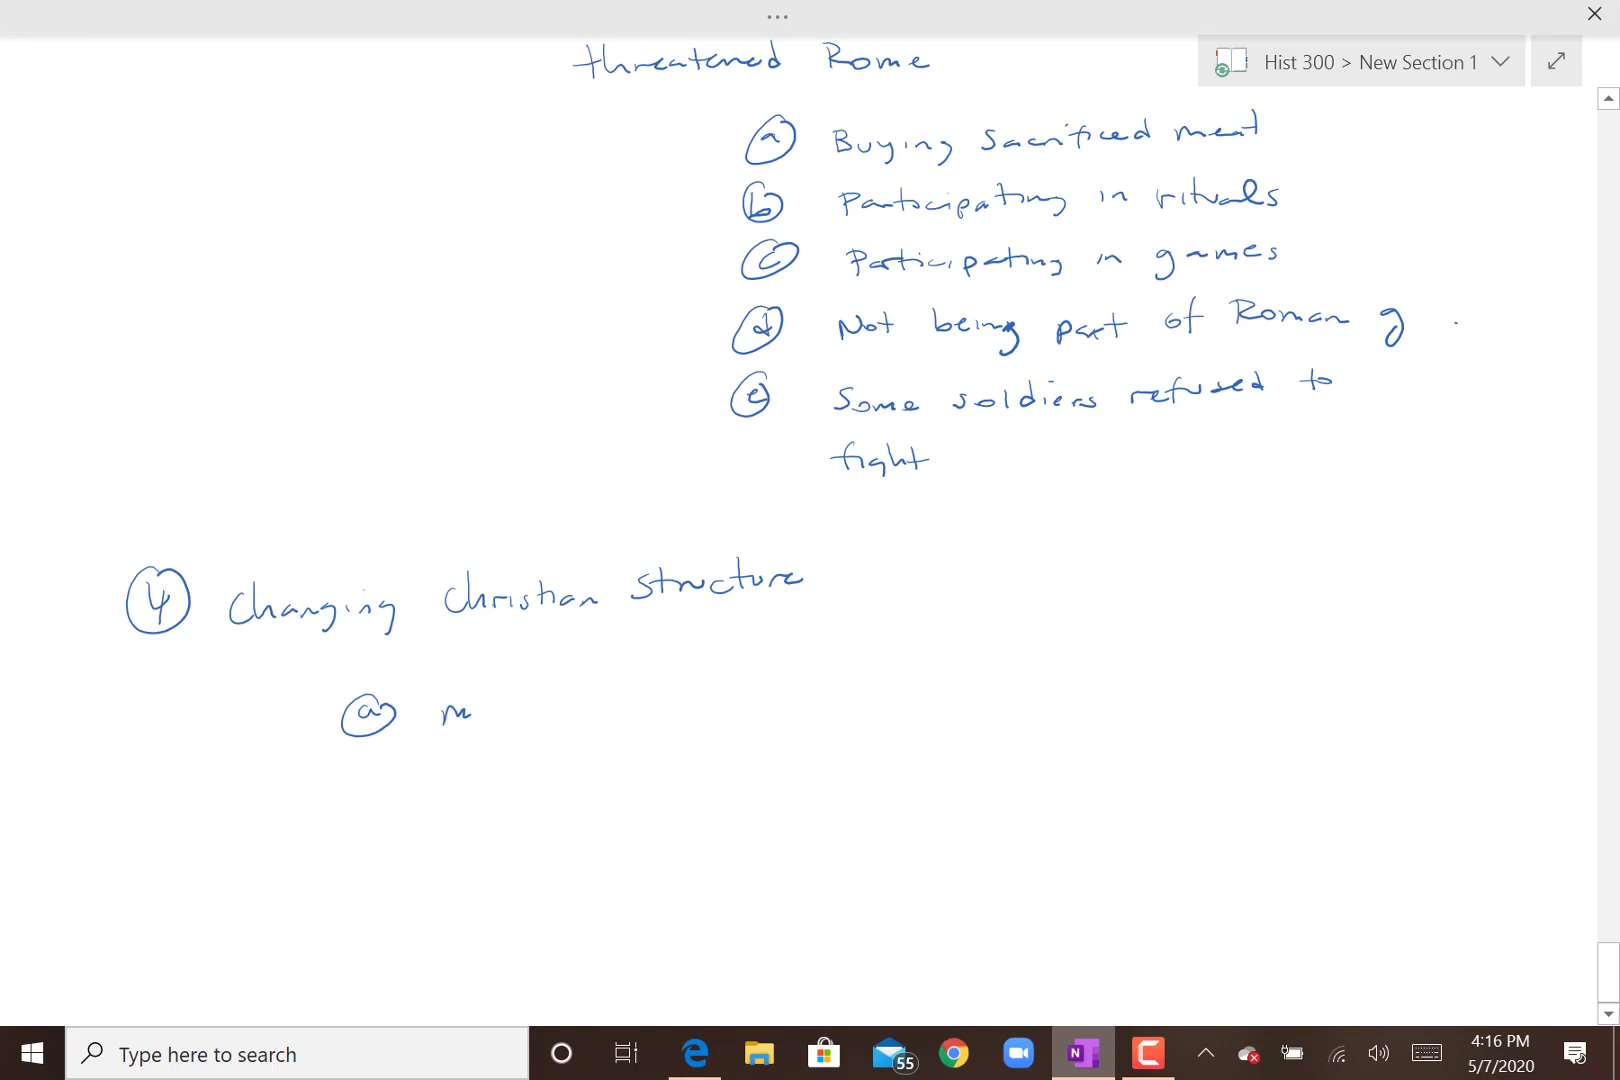 ...
threatened Rome
Hist 300 > New Section 1
a Buying sacrificed meat
b Participating in rituals
c Participating in games
d Not being part of Roman g
e Some soldiers refused to
fight
4 Changing Christian structure
a m
Type here to search
55
N
4:16 PM
5/7/2020